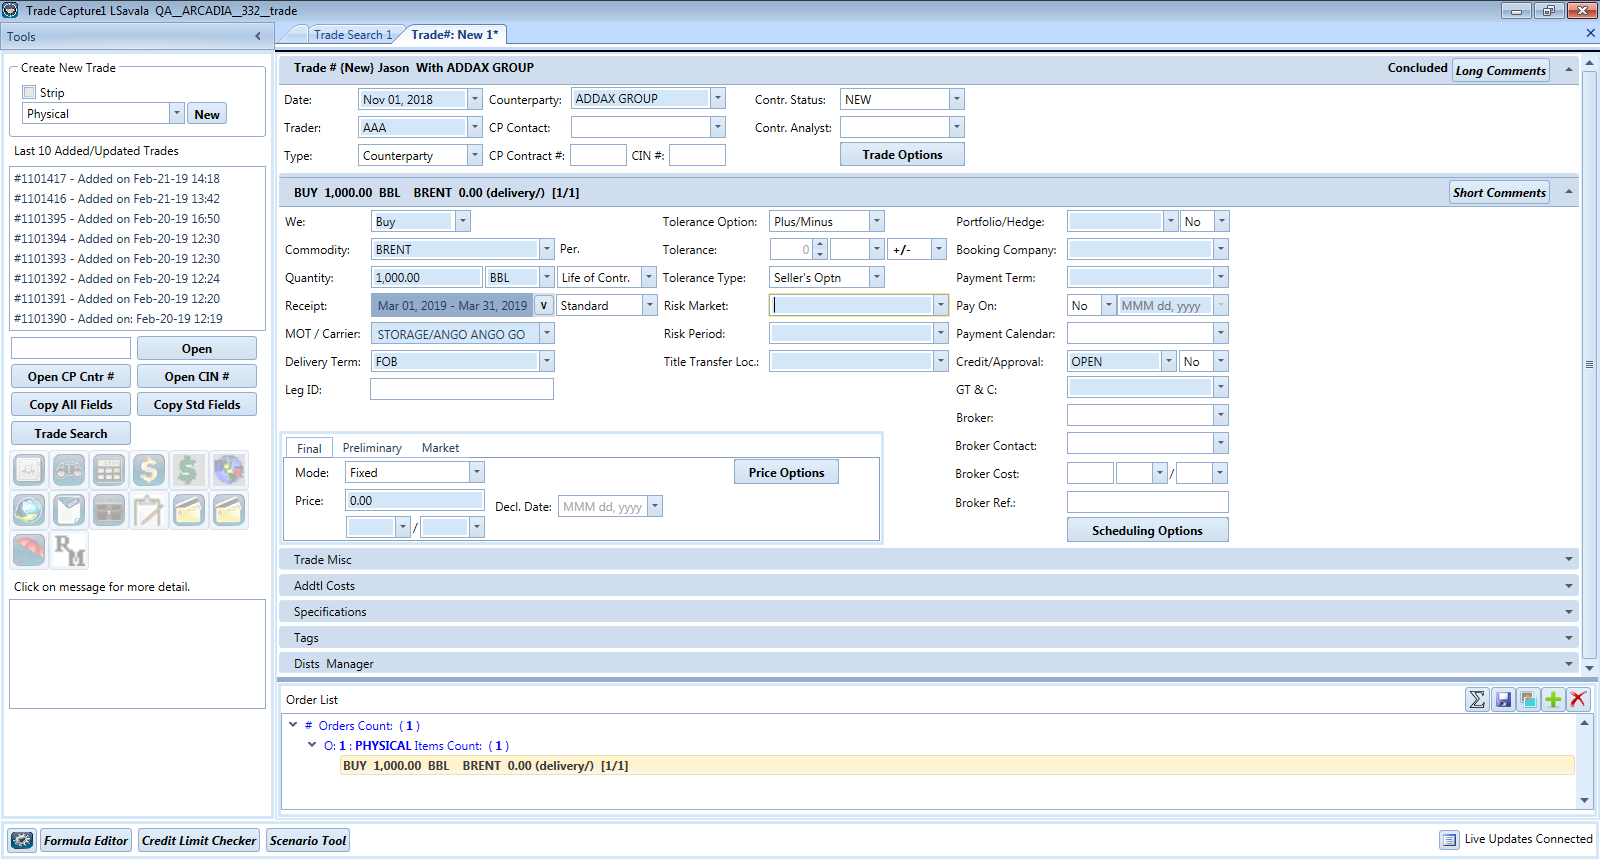 Trade Capture1 LSavala QA__ARCADIA__332__trade
Tools
Trade Search 1
Trade#: New 1*
Create New Trade
Strip
Physical
New
Last 10 Added/Updated Trades
#1101417 - Added on Feb-21-19 14:18
#1101416 - Added on Feb-21-19 13:42
#1101395 - Added on Feb-20-19 16:50
#1101394 - Added on Feb-20-19 12:30
#1101393 - Added on Feb-20-19 12:30
#1101392 - Added on Feb-20-19 12:24
#1101391 - Added on Feb-20-19 12:20
#1101390 - Added on: Feb-20-19 12:19
Open
Open CP Cntr # Open CIN #
Copy All Fields Copy Std Fields
Trade Search
RM
Click on message for more detail.
Trade # {New} Jason With ADDAX GROUP Concluded Long Comments
Date: Nov 01, 2018 Counterparty: ADDAX GROUP Contr. Status: NEW
Trader: AAA CP Contact: Contr. Analyst:
Type: Counterparty CP Contract #: CIN #: Trade Options
BUY 1,000.00 BBL BRENT 0.00 (delivery/) [1/1] Short Comments
We: Buy Tolerance Option: Plus/Minus Portfolio/Hedge: No
Commodity: BRENT Per. Tolerance: 0 +/- Booking Company:
Quantity: 1,000.00 BBL Life of Contr. Tolerance Type: Seller's Optn Payment Term:
Receipt: Mar 01, 2019 - Mar 31, 2019 v Standard Risk Market: Pay On: No MMM dd, yyyy
MOT / Carrier: STORAGE/ANGO ANGO GO Risk Period: Payment Calendar:
Delivery Term: FOB Title Transfer Loc.: Credit/Approval: OPEN No
Leg ID: GT & C:
Broker:
Final Preliminary Market Broker Contact:
Mode: Fixed Price Options Broker Cost: /
Price: 0.00 Decl. Date: MMM dd, yyyy Broker Ref.:
/ Scheduling Options
Trade Misc
Addtl Costs
Specifications
Tags
Dists Manager
Order List
# Orders Count: ( 1 )
O: 1 : PHYSICAL Items Count: ( 1 )
BUY 1,000.00 BBL BRENT 0.00 (delivery/) [1/1]
Formula Editor Credit Limit Checker Scenario Tool Live Updates Connected